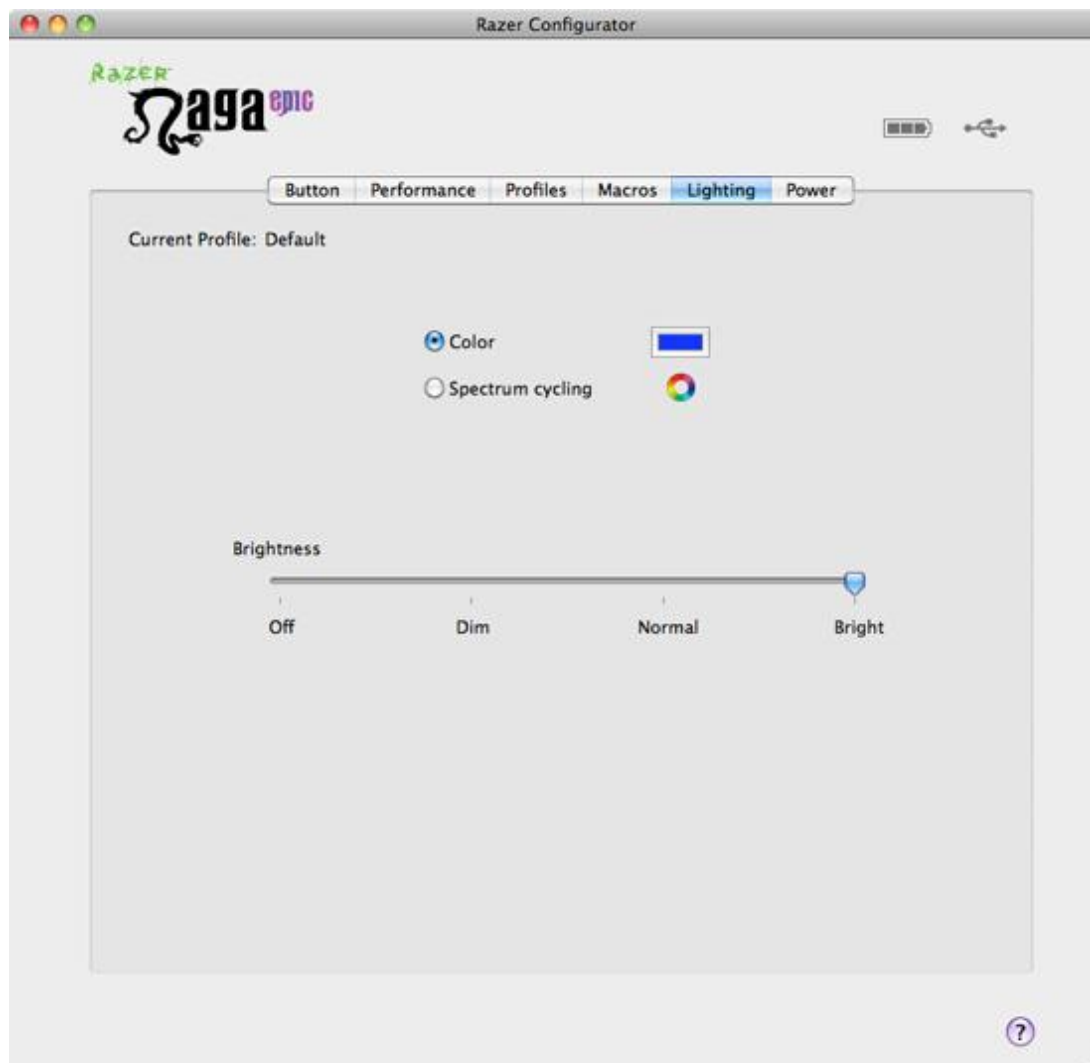 Razer Configurator
RaZER
Naga epic
Button Performance Profiles Macros Lighting Power
Current Profile: Default
Color
Spectrum cycling
Brightness
Off Dim Normal Bright
?